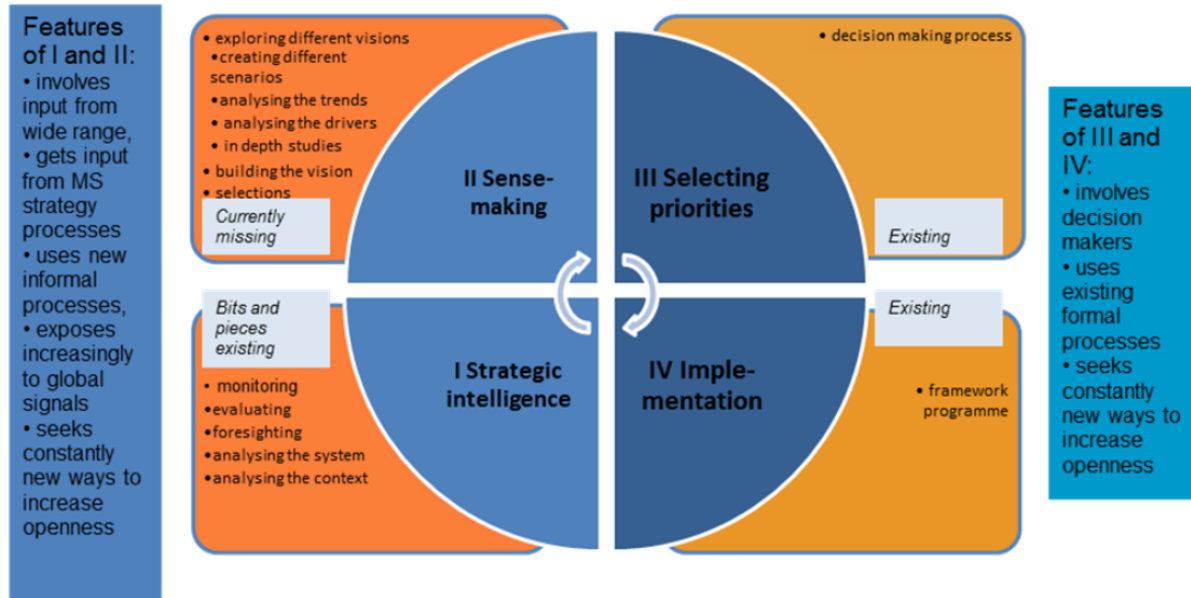 Features
of I and II:
• involves
input from
wide range,
• gets input
from MS
strategy
processes
• uses new
informal
processes,
• exposes
increasingly
to global
signals
• seeks
constantly
new ways to
increase
openness
• exploring different visions
•creating different
scenarios
•analysing the trends
• analysing the drivers
• in depth studies
• building the vision
• selections
Currently
missing
II Sense-
making
III Selecting
priorities
• decision making process
Existing
Bits and
pieces
existing
• monitoring
•evaluating
•foresighting
•analysing the system
•analysing the context
I Strategic
intelligence
IV Imple-
mentation
Existing
• framework
programme
Features
of III and
IV:
• involves
decision
makers
• uses
existing
formal
processes
• seeks
constantly
new ways to
increase
openness